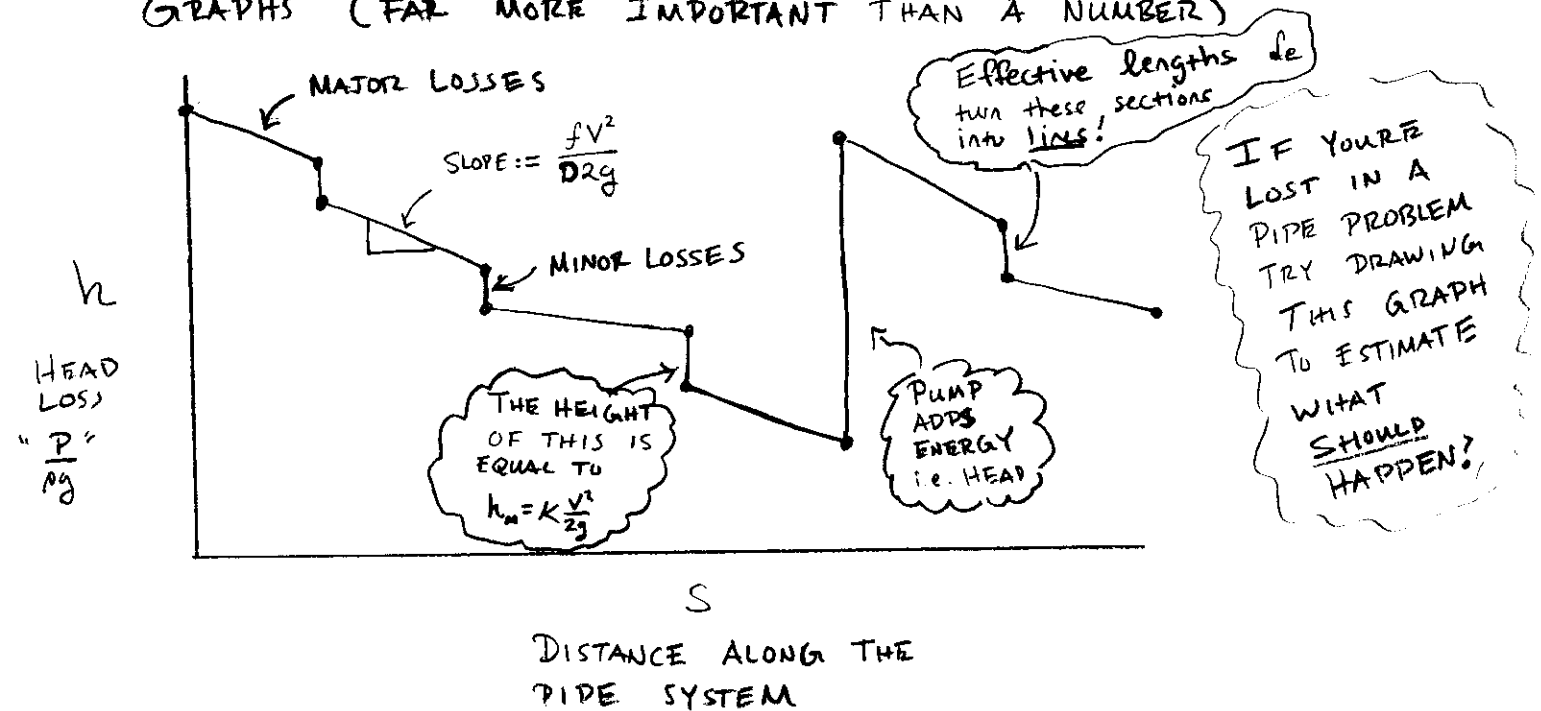 GRAPHS (FAR MORE IMPORTANT THAN A NUMBER)
MAJOR LOSSES
SLOPE := fV²/D2g
MINOR LOSSES
Effective lengths le
turn these sections
into lines!
IF YOURE
LOST IN A
PIPE PROBLEM
TRY DRAWING
THIS GRAPH
TO ESTIMATE
WHAT
SHOULD
HAPPEN!
h
HEAD
LOSS
"P"/ρg
THE HEIGHT
OF THIS IS
EQUAL TO
hₘ = K V²/2g
PUMP
ADDS
ENERGY
i.e. HEAD
S
DISTANCE ALONG THE
PIPE SYSTEM